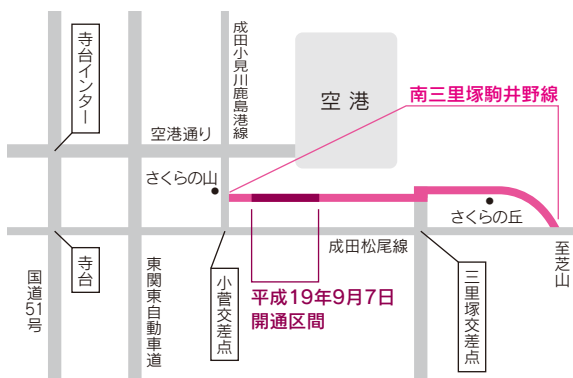 寺台インター
成田小見川鹿島港線
空港
南三里塚駒井野線
空港通り
さくらの山
さくらの丘
成田松尾線
至芝山
国道51号
寺台
東関東自動車道
小菅交差点
平成19年9月7日
開通区間
三里塚交差点